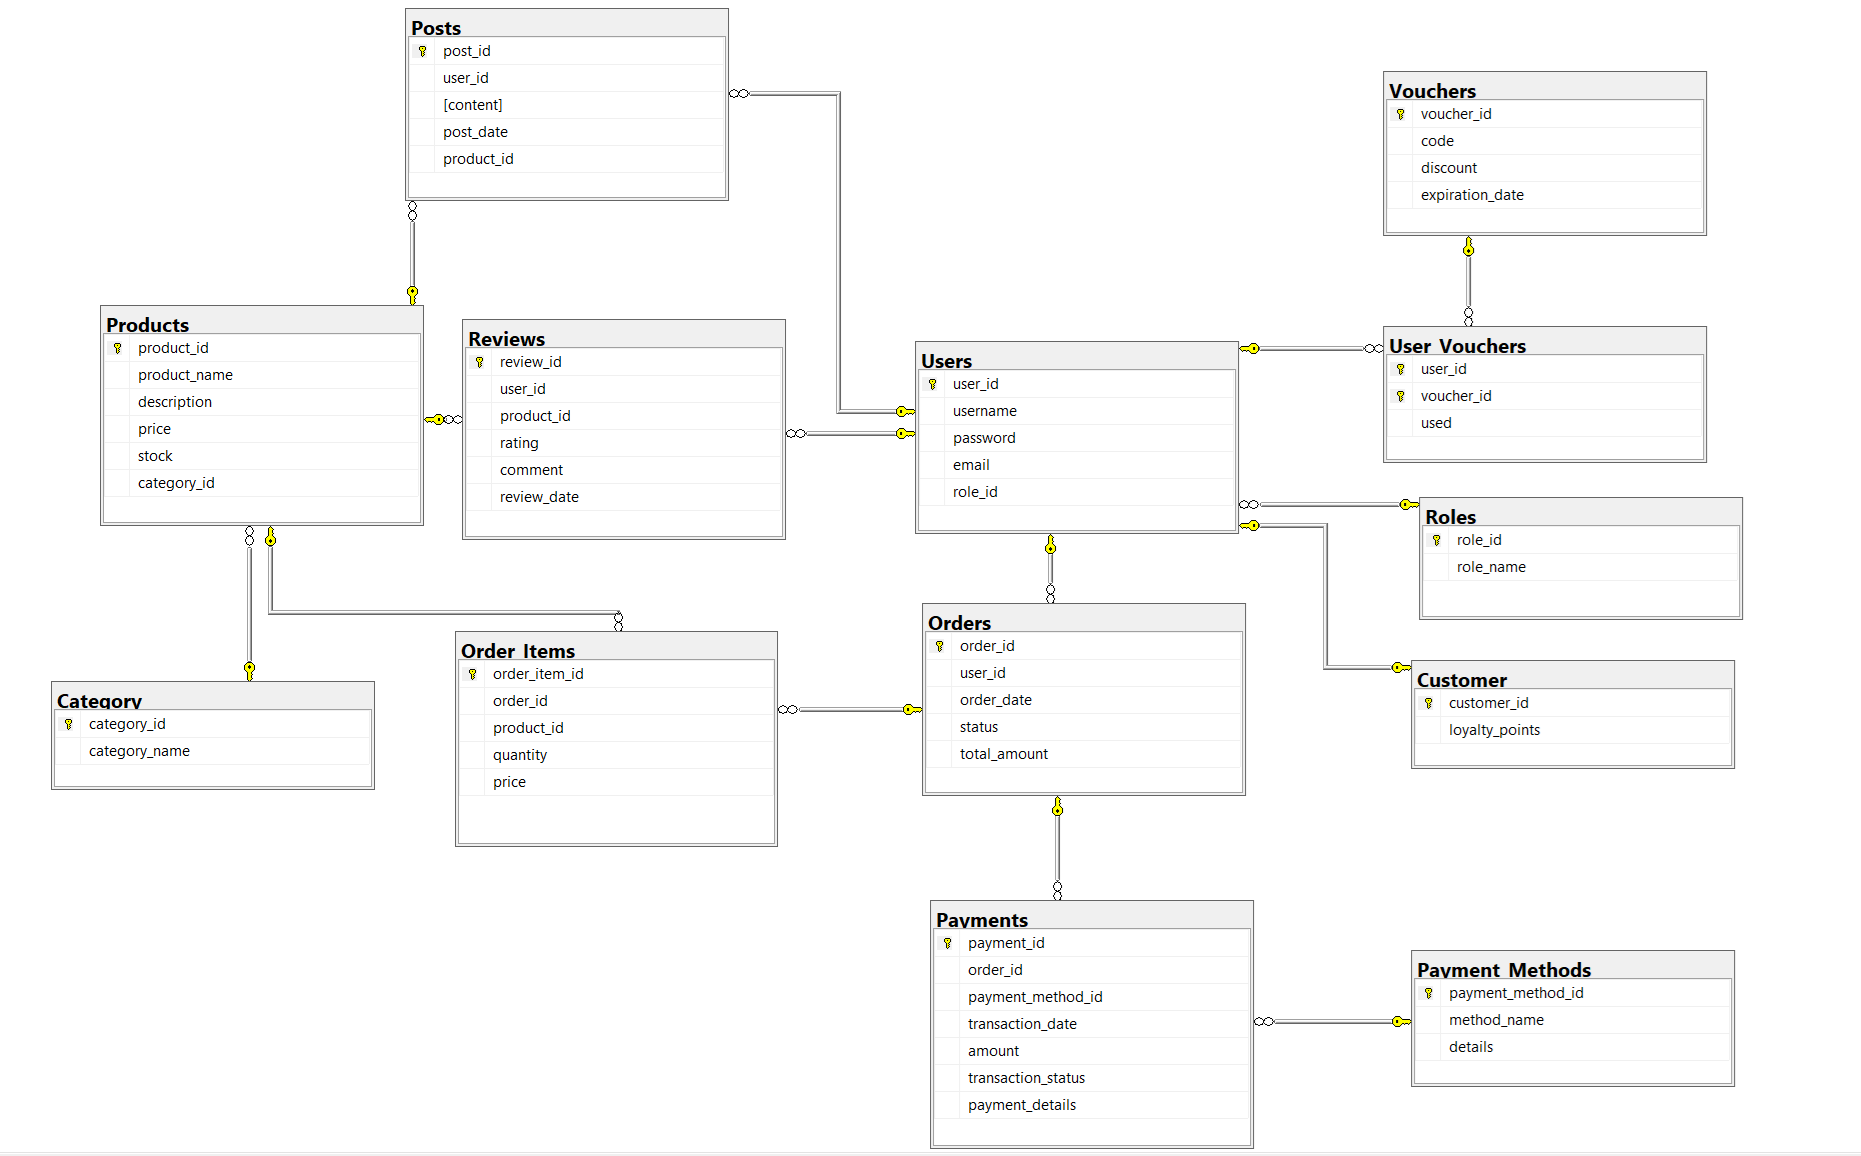 Posts
post_id
user_id
[content]
post_date
product_id
Vouchers
voucher_id
code
discount
expiration_date
Products
product_id
product_name
description
price
stock
category_id
Reviews
review_id
user_id
product_id
rating
comment
review_date
Users
user_id
username
password
email
role_id
User_Vouchers
user_id
voucher_id
used
Roles
role_id
role_name
Category
category_id
category_name
Order_Items
order_item_id
order_id
product_id
quantity
price
Orders
order_id
user_id
order_date
status
total_amount
Customer
customer_id
loyalty_points
Payments
payment_id
order_id
payment_method_id
transaction_date
amount
transaction_status
payment_details
Payment_Methods
payment_method_id
method_name
details